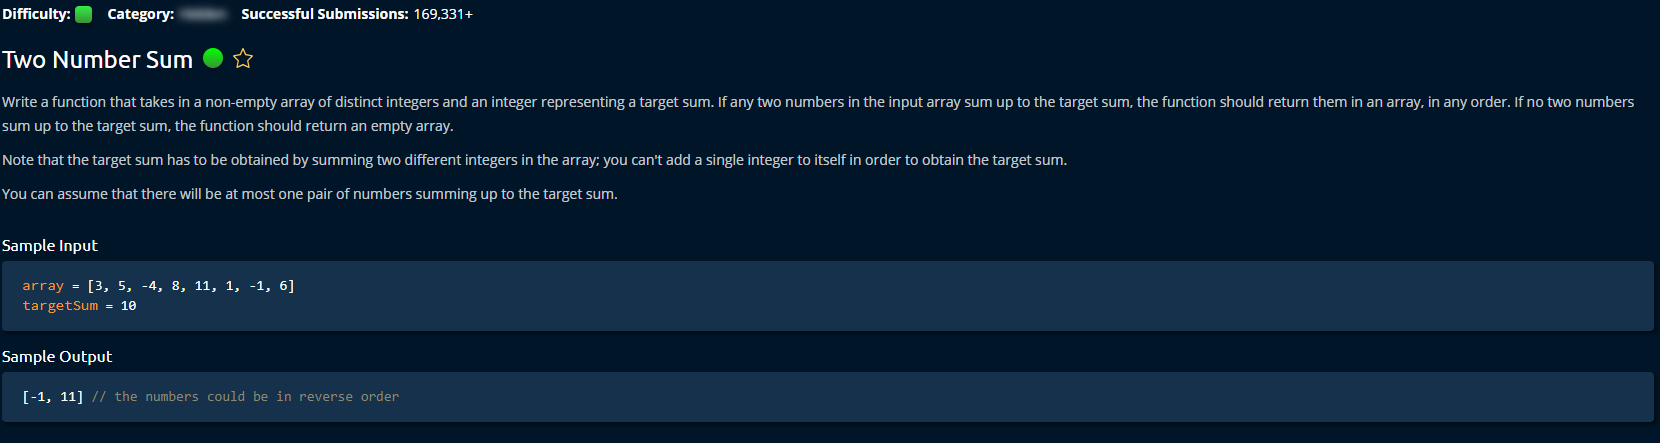 Difficulty: Category: Successful Submissions: 169,331+
Two Number Sum
Write a function that takes in a non-empty array of distinct integers and an integer representing a target sum. If any two numbers in the input array sum up to the target sum, the function should return them in an array, in any order. If no two numbers
sum up to the target sum, the function should return an empty array.
Note that the target sum has to be obtained by summing two different integers in the array; you can't add a single integer to itself in order to obtain the target sum.
You can assume that there will be at most one pair of numbers summing up to the target sum.
Sample Input
array = [3, 5, -4, 8, 11, 1, -1, 6]
targetSum = 10
Sample Output
[-1, 11] // the numbers could be in reverse order